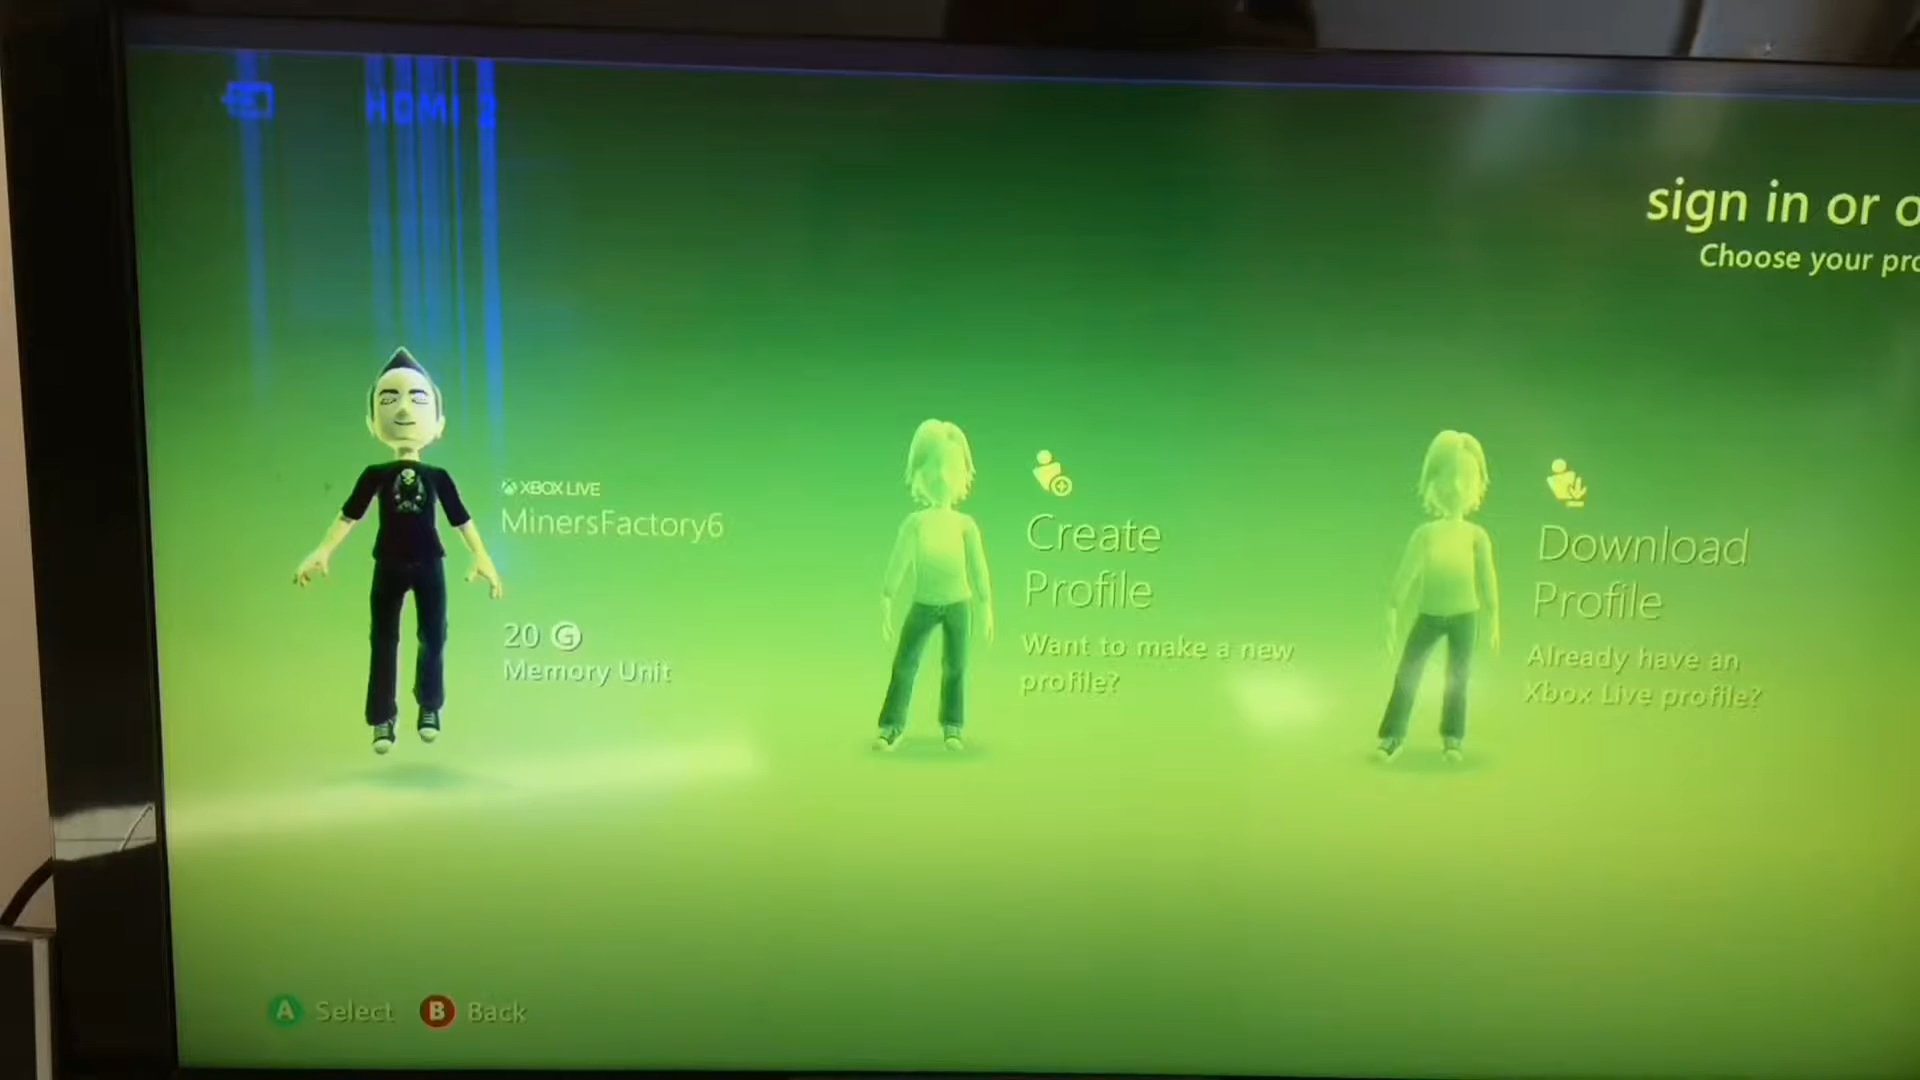 HDMI 2
sign in or o
Choose your pro
XBOX LIVE
MinersFactory6
20 G
Memory Unit
Create
Profile
Want to make a new
profile?
Download
Profile
Already have an
Xbox Live profile?
A Select B Back